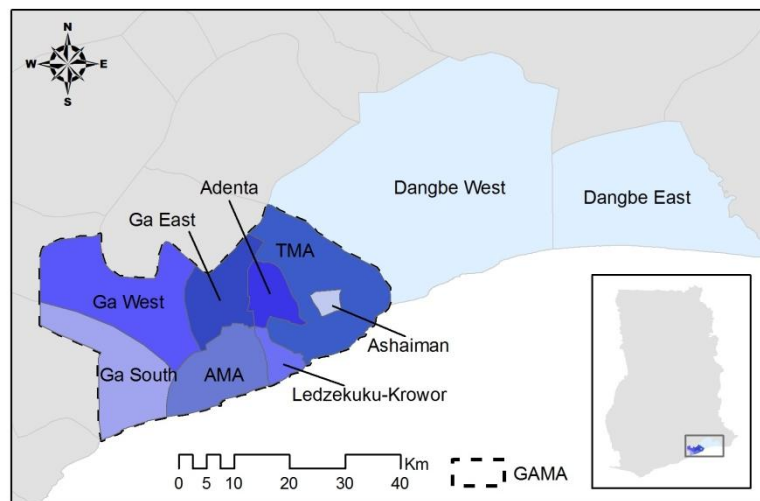 N
W E
S
Dangbe West
Dangbe East
Adenta
Ga East
TMA
Ga West
Ashaiman
Ga South
AMA
Ledzekuku-Krowor
Km
0 5 10 20 30 40
GAMA